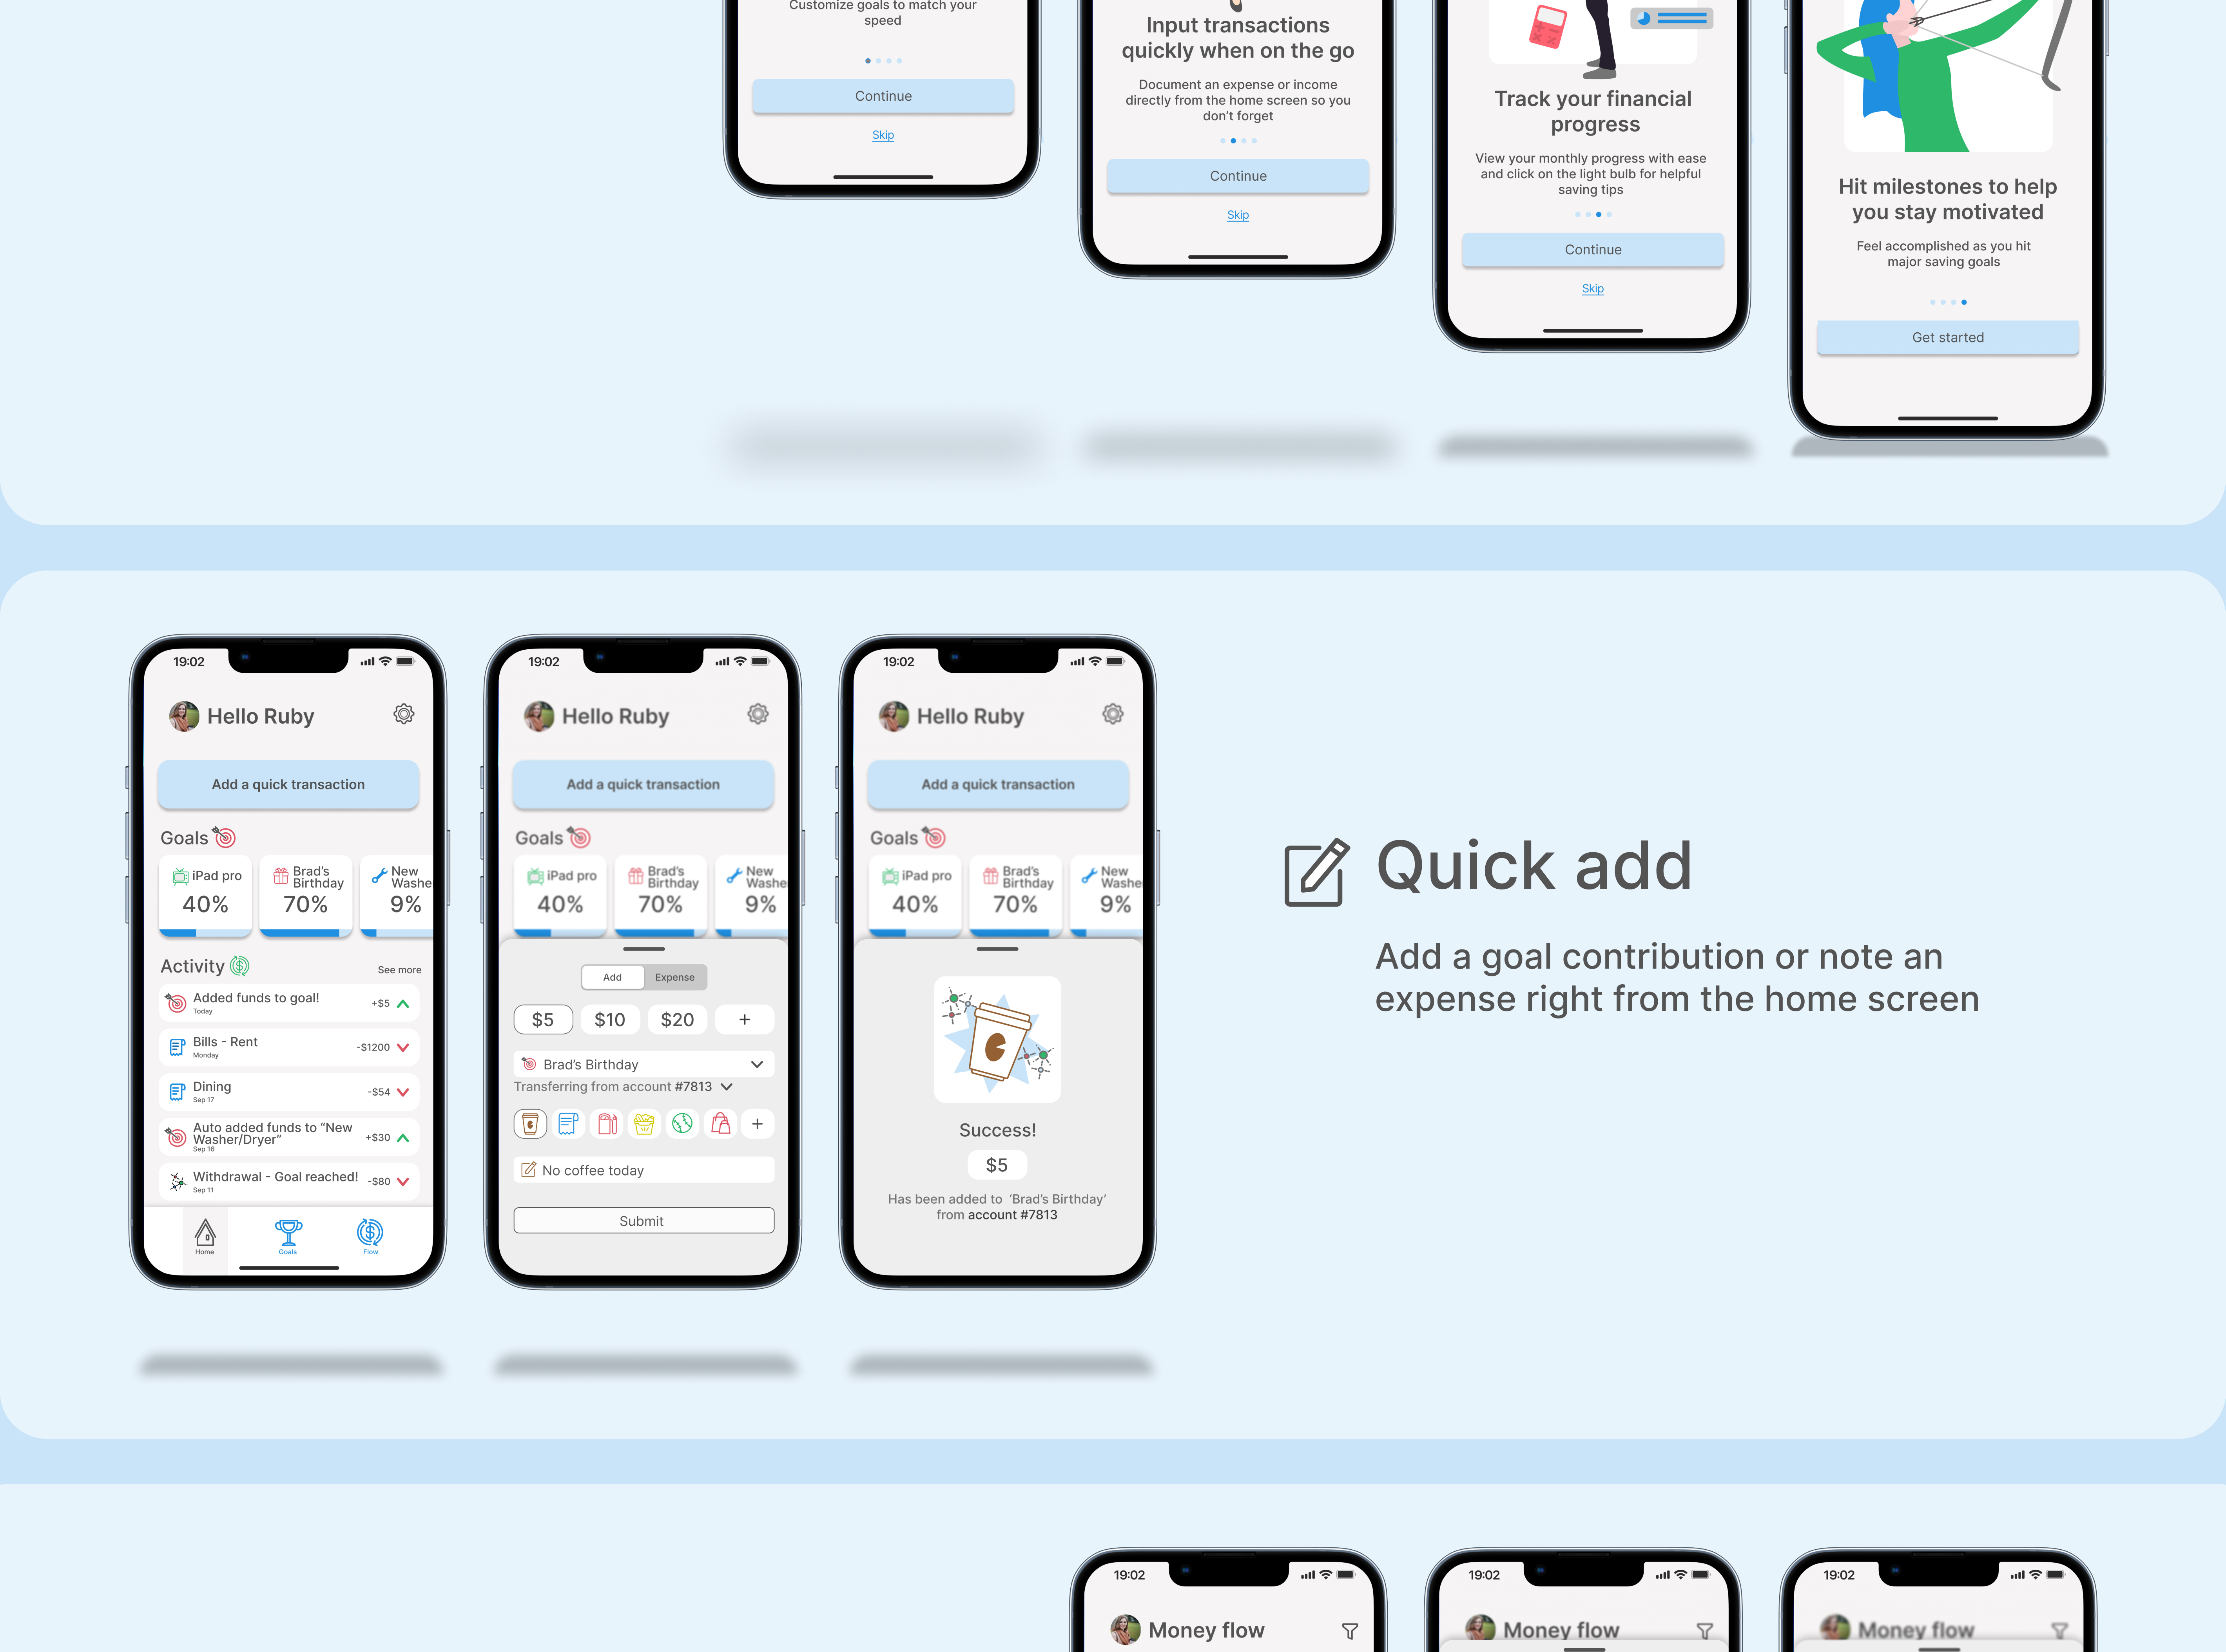 Customize goals to match your
speed
Continue
Skip
Input transactions
quickly when on the go
Document an expense or income
directly from the home screen so you
don't forget
Continue
Skip
Track your financial
progress
View your monthly progress with ease
and click on the light bulb for helpful
saving tips
Continue
Skip
Hit milestones to help
you stay motivated
Feel accomplished as you hit
major saving goals
Get started
19:02
Hello Ruby
Add a quick transaction
Goals
iPad pro
40%
Brad's
Birthday
70%
New
Washe
9%
Activity
See more
Added funds to goal!
Today
+$5
Bills - Rent
Monday
-$1200
Dining
Sep 17
-$54
Auto added funds to “New
Washer/Dryer”
Sep 16
+$30
Withdrawal - Goal reached!
Sep 11
-$80
Home
Goals
Flow
19:02
Hello Ruby
Add a quick transaction
Goals
iPad pro
40%
Brad's
Birthday
70%
New
Washe
9%
Add
Expense
$5
$10
$20
+
Brad's Birthday
Transferring from account #7813
+
No coffee today
Submit
19:02
Hello Ruby
Add a quick transaction
Goals
iPad pro
40%
Brad's
Birthday
70%
New
Washe
9%
Success!
$5
Has been added to 'Brad's Birthday'
from account #7813
Quick add
Add a goal contribution or note an
expense right from the home screen
19:02
Money flow
19:02
Money flow
19:02
Money flow